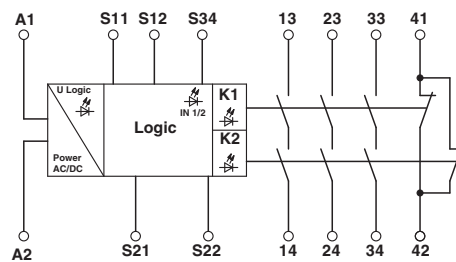 A1 S11 S12 S34 13 23 33 41
U Logic
IN 1/2
K1
Logic
K2
Power
AC/DC
A2 S21 S22 14 24 34 42